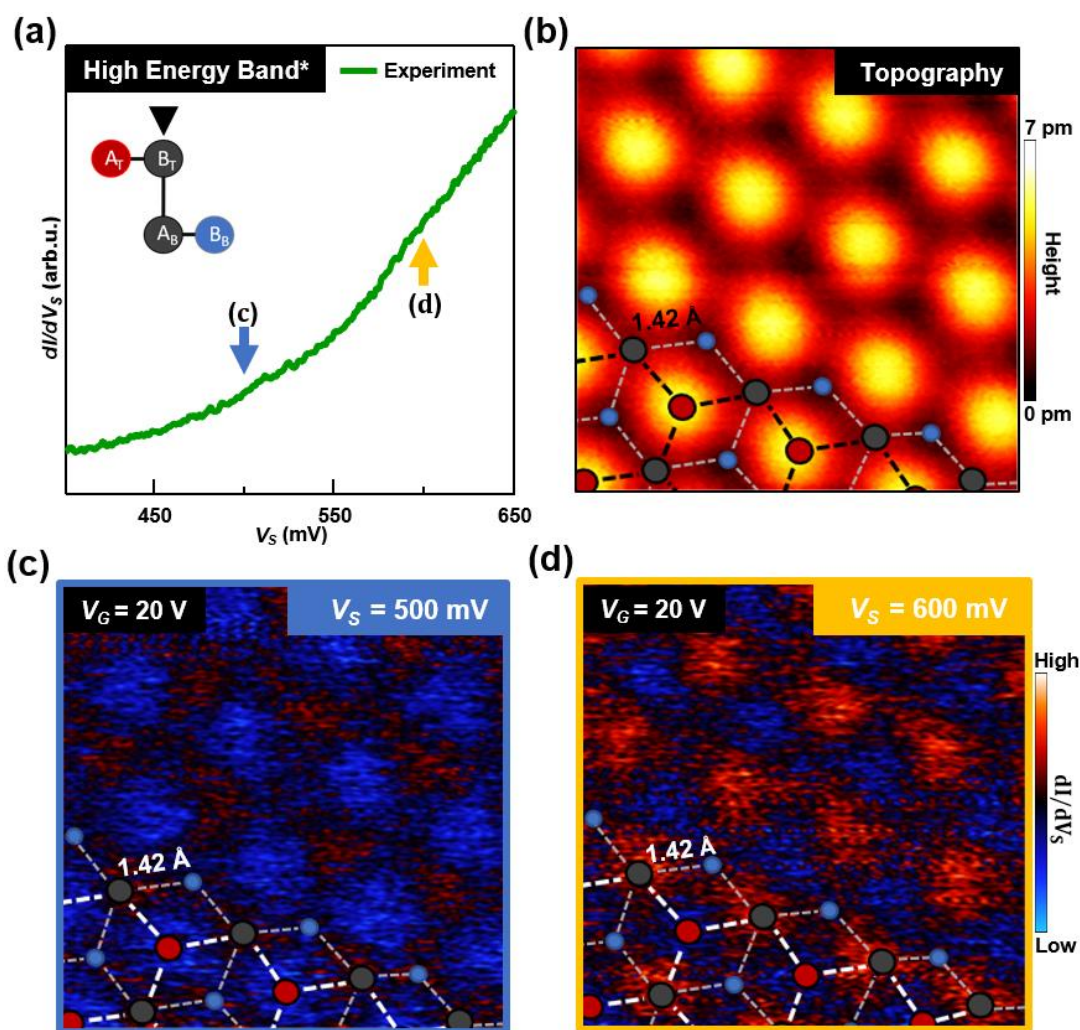 (a)
High Energy Band*
Experiment
A_T
B_T
A_B
B_B
(c)
(d)
dI/dV_S (arb.u.)
450
550
650
V_S (mV)
(b)
Topography
1.42 Å
7 pm
Height
0 pm
(c)
V_G = 20 V
V_S = 500 mV
1.42 Å
(d)
V_G = 20 V
V_S = 600 mV
1.42 Å
High
dI/dV_S
Low